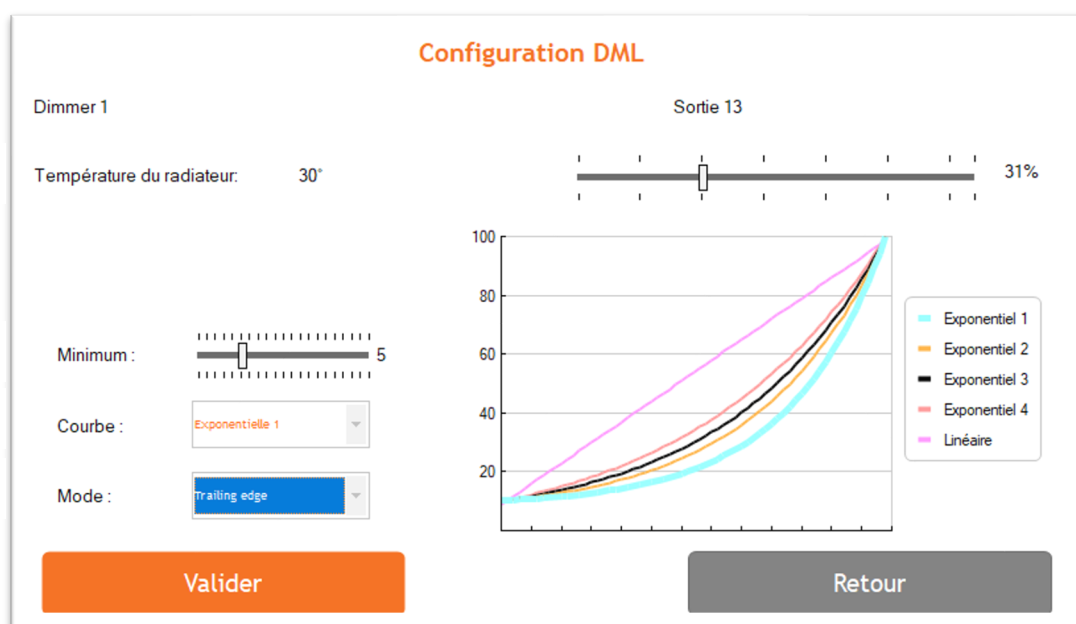 Configuration DML
Dimmer 1
Sortie 13
Température du radiateur:
30°
31%
100
80
60
40
20
Exponentiel 1
Exponentiel 2
Exponentiel 3
Exponentiel 4
Linéaire
Minimum :
5
Courbe :
Exponentielle 1
Mode :
Trailing edge
Valider
Retour